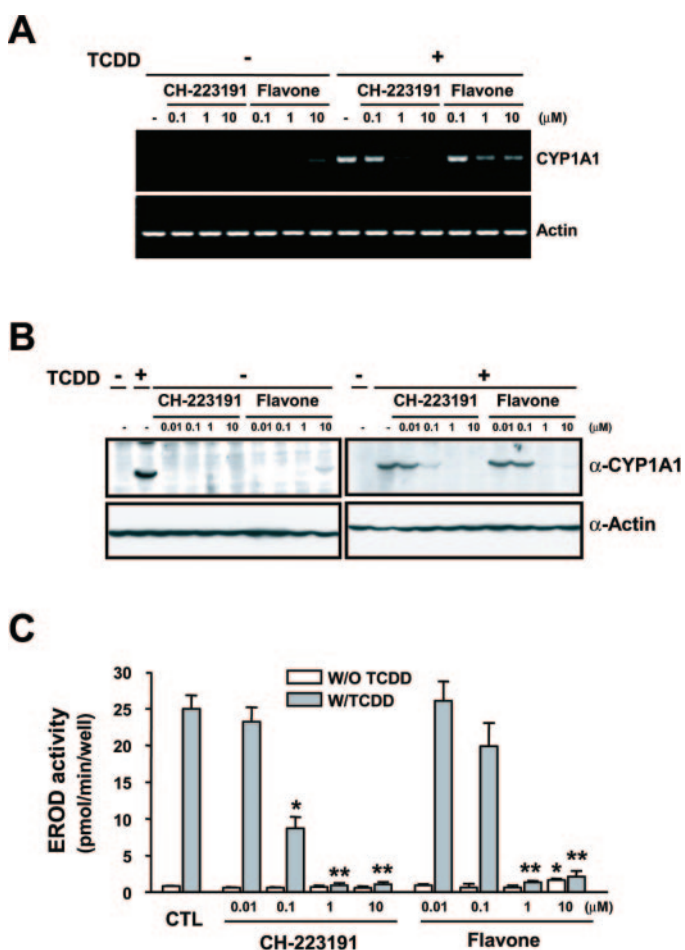 A
TCDD - +
CH-223191 Flavone CH-223191 Flavone
- 0.1 1 10 0.1 1 10 - 0.1 1 10 0.1 1 10 (μM)
CYP1A1
Actin
B
TCDD - + - - +
CH-223191 Flavone CH-223191 Flavone
- - 0.01 0.1 1 10 0.01 0.1 1 10 (μM) - - 0.01 0.1 1 10 0.01 0.1 1 10
α-CYP1A1
α-Actin
C
EROD activity
(pmol/min/well)
30
25
20
15
10
5
0
W/O TCDD
W/TCDD
* ** ** ** * **
CTL 0.01 0.1 1 10 0.01 0.1 1 10 (μM)
CH-223191 Flavone